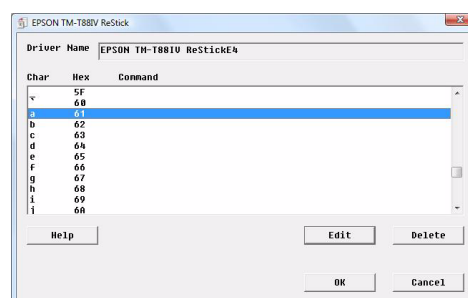 EPSON TM-T88IV ReStick
Driver Name EPSON TM-T88IV ReStickE4
Char Hex Command
_ 5F
` 60
a 61
b 62
c 63
d 64
e 65
f 66
g 67
h 68
i 69
j 6A
Help Edit Delete
OK Cancel